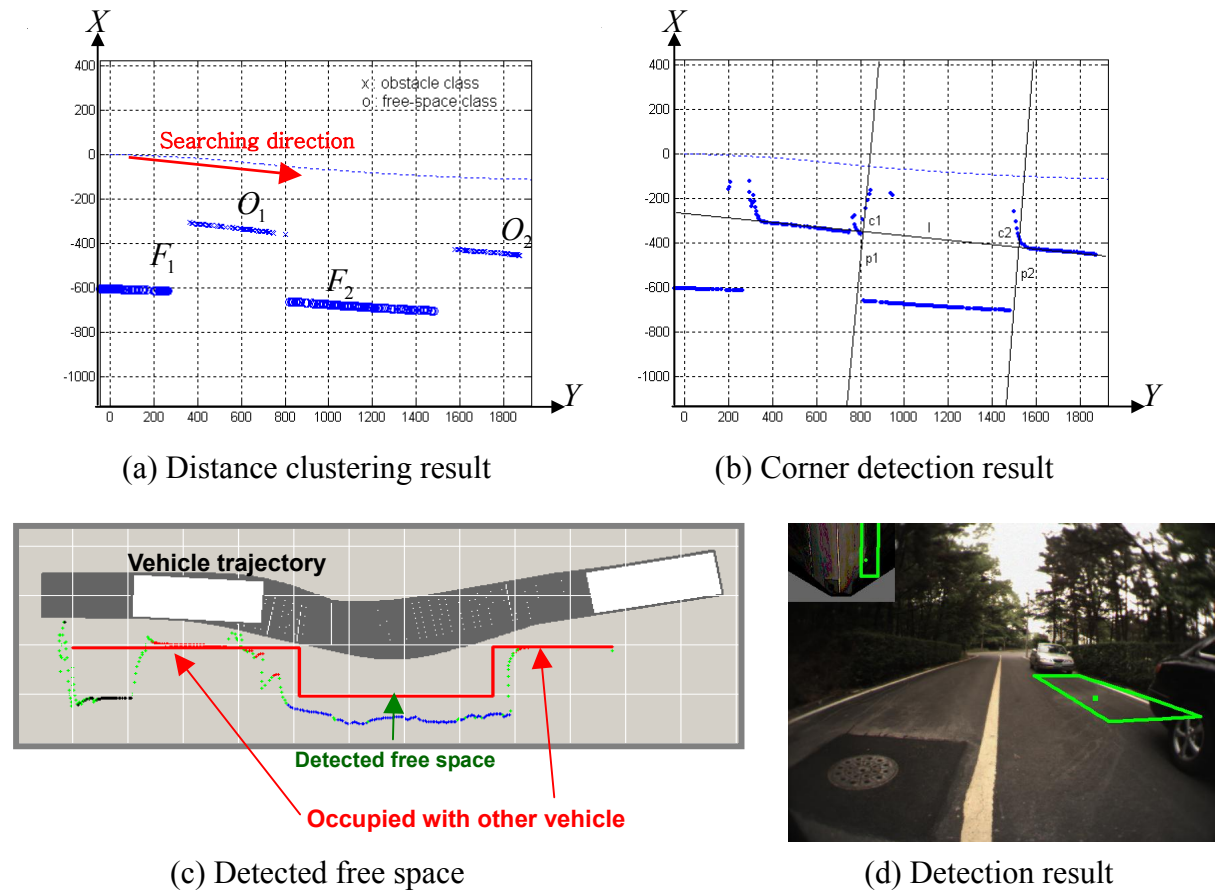 X
400
200
0
-200
-400
-600
-800
-1000
0 200 400 600 800 1000 1200 1400 1600 1800
Y
x: obstacle class
o: free-space class
Searching direction
O1
O2
F1
F2
(a) Distance clustering result
X
400
200
0
-200
-400
-600
-800
-1000
0 200 400 600 800 1000 1200 1400 1600 1800
Y
c1
l
c2
p1
p2
(b) Corner detection result
Vehicle trajectory
Detected free space
Occupied with other vehicle
(c) Detected free space
(d) Detection result